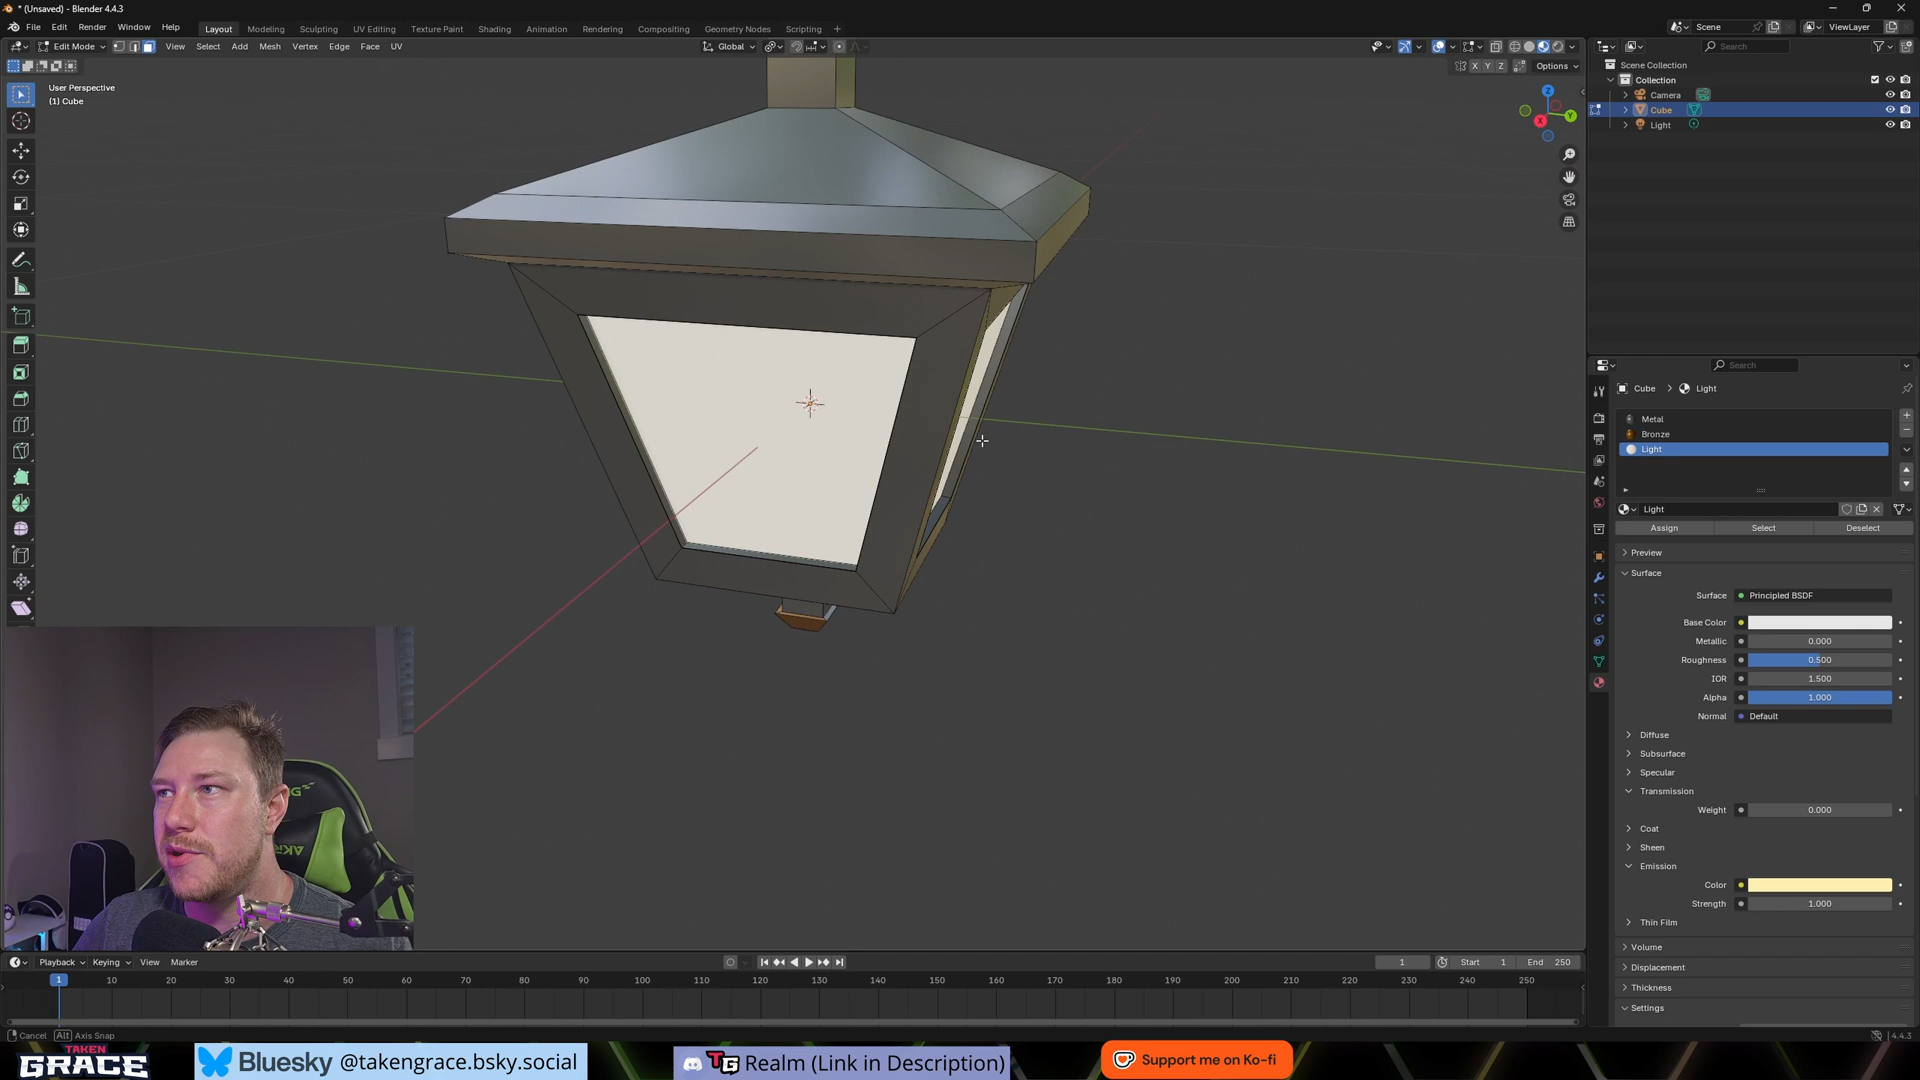 * (Unsaved) - Blender 4.4.3
File Edit Render Window Help
Layout Modeling Sculpting UV Editing Texture Paint Shading Animation Rendering Compositing Geometry Nodes Scripting +
Scene
ViewLayer
Edit Mode View Select Add Mesh Vertex Edge Face UV
Global
Search
X Y Z
Options
User Perspective
(1) Cube
Scene Collection
Collection
Camera
Cube
Light
Z
Y
X
Search
Cube > Light
Metal
Bronze
Light
Light
Assign Select Deselect
Preview
Surface
Surface Principled BSDF
Base Color
Metallic 0.000
Roughness 0.500
IOR 1.500
Alpha 1.000
Normal Default
Diffuse
Subsurface
Specular
Transmission
Weight 0.000
Coat
Sheen
Emission
Color
Strength 1.000
Thin Film
Volume
Displacement
Thickness
Settings
Playback Keying View Marker
1 Start 1 End 250
1 10 20 30 40 50 60 70 80 90 100 110 120 130 140 150 160 170 180 190 200 210 220 230 240 250
Cancel Alt Axis Snap
4.4.3
TAKEN
GRACE
Bluesky @takengrace.bsky.social
TG Realm (Link in Description)
Support me on Ko-fi